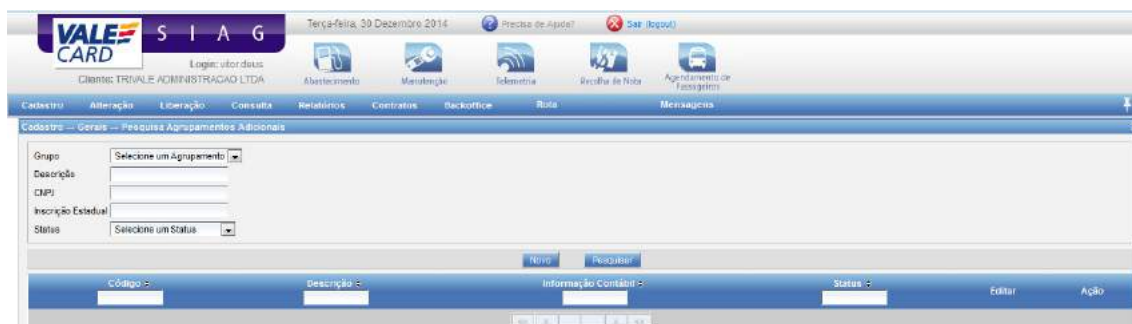 Terça-feira, 30 Dezembro 2014
Precisa de Ajuda?
Sair (logout)
VALE
CARD
S I A G
Login: vitor.deus
Cliente: TRIVALE ADMINISTRACAO LTDA
Abastecimento
Manutenção
Telemetria
Recolha de Nota
Agendamento de
Passageiros
Cadastro Alteração Liberação Consulta Relatórios Contratos Backoffice Rota Mensagens
Cadastro -- Gerais -- Pesquisa Agrupamentos Adicionais
Grupo Selecione um Agrupamento
Descrição
CNPJ
Inscrição Estadual
Status Selecione um Status
Novo Pesquisar
Código Descrição Informação Contábil Status Editar Ação